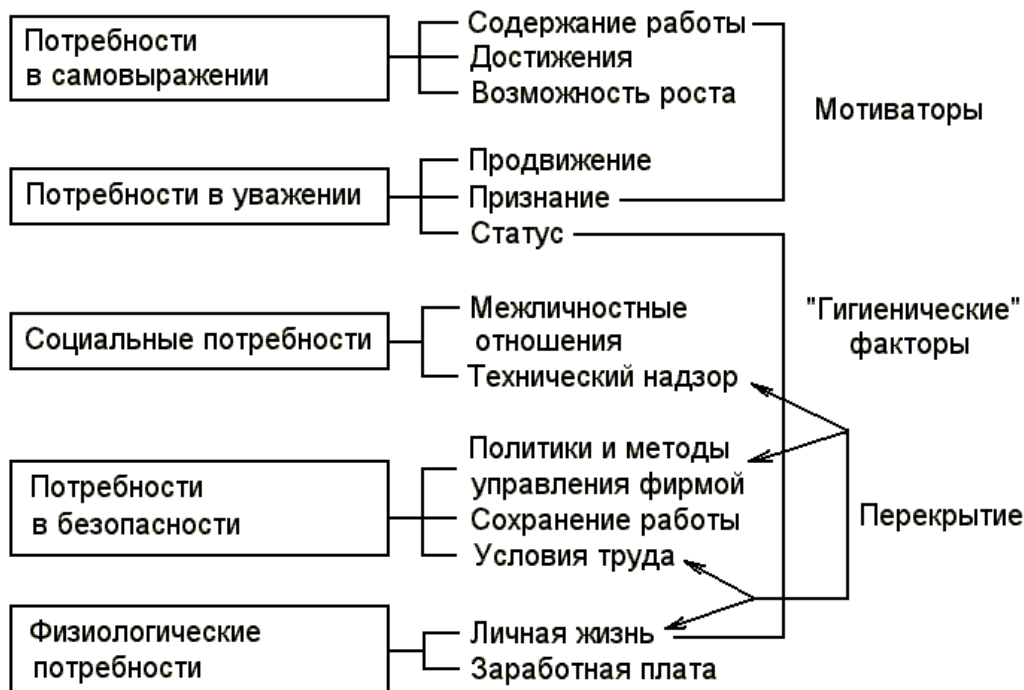 Потребности
в самовыражении
Содержание работы
Достижения
Возможность роста
Мотиваторы
Потребности в уважении
Продвижение
Признание
Статус
Социальные потребности
Межличностные
отношения
Технический надзор
"Гигиенические"
факторы
Потребности
в безопасности
Политики и методы
управления фирмой
Сохранение работы
Условия труда
Перекрытие
Физиологические
потребности
Личная жизнь
Заработная плата